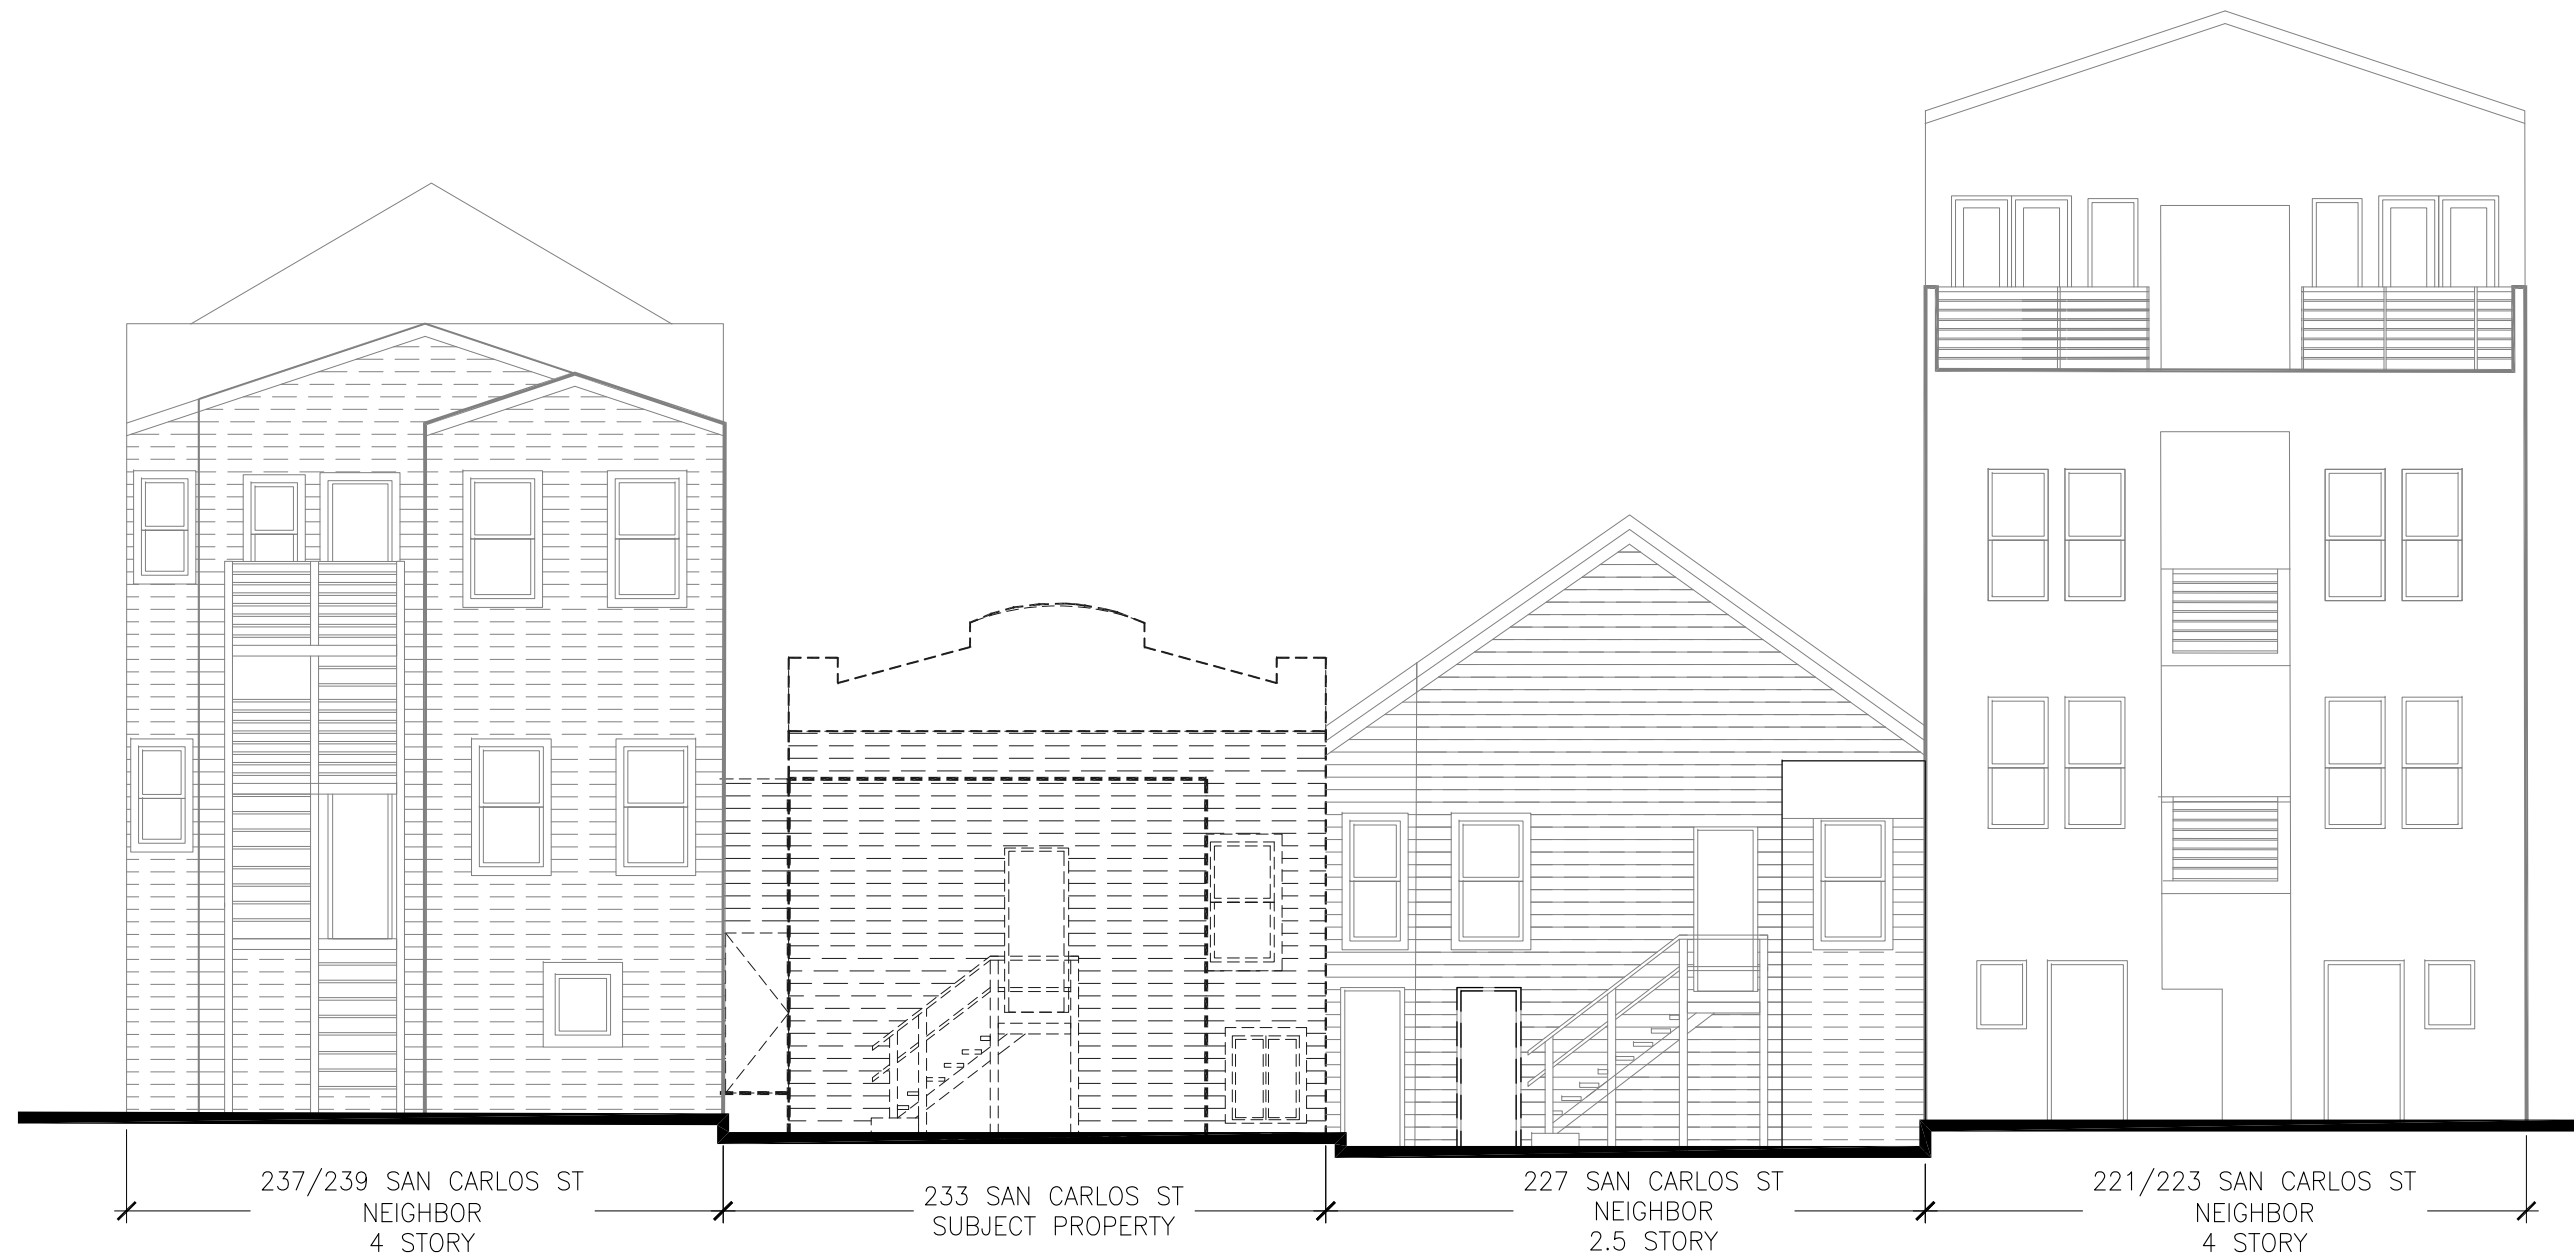 237/239 SAN CARLOS ST
NEIGHBOR
4 STORY
233 SAN CARLOS ST
SUBJECT PROPERTY
227 SAN CARLOS ST
NEIGHBOR
2.5 STORY
221/223 SAN CARLOS ST
NEIGHBOR
4 STORY